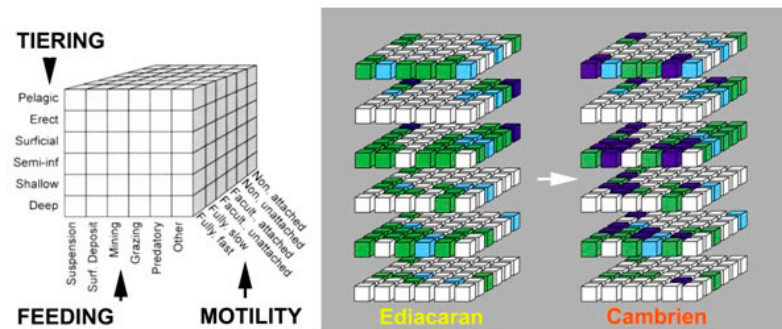 TIERING
Pelagic
Erect
Surficial
Semi-inf
Shallow
Deep
Suspension
Surf. Deposit
Mining
Grazing
Predatory
Other
Non. attached
Non. unattached
Facult.. attached
Facult.. unattached
Fully. slow
Fully. fast
FEEDING
MOTILITY
Ediacaran
Cambrien